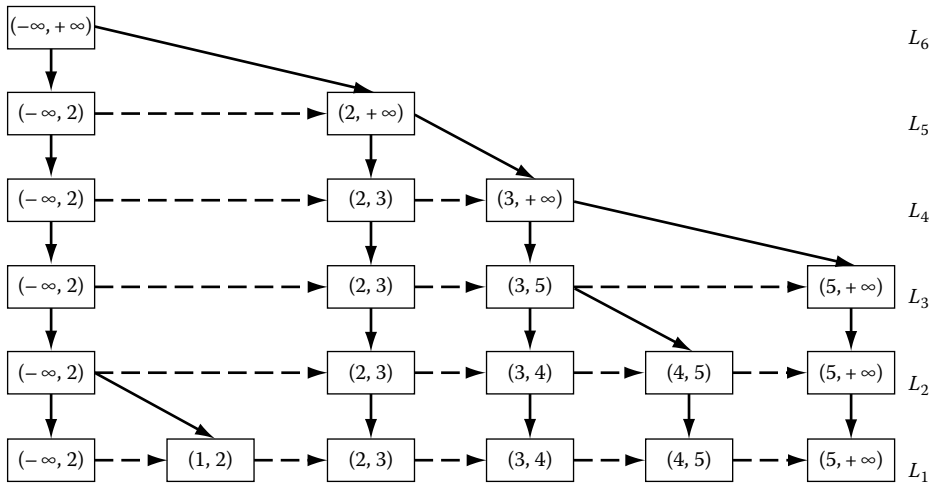 (−∞, +∞) L₆
(−∞, 2) (2, +∞) L₅
(−∞, 2) (2, 3) (3, +∞) L₄
(−∞, 2) (2, 3) (3, 5) (5, +∞) L₃
(−∞, 2) (2, 3) (3, 4) (4, 5) (5, +∞) L₂
(−∞, 2) (1, 2) (2, 3) (3, 4) (4, 5) (5, +∞) L₁